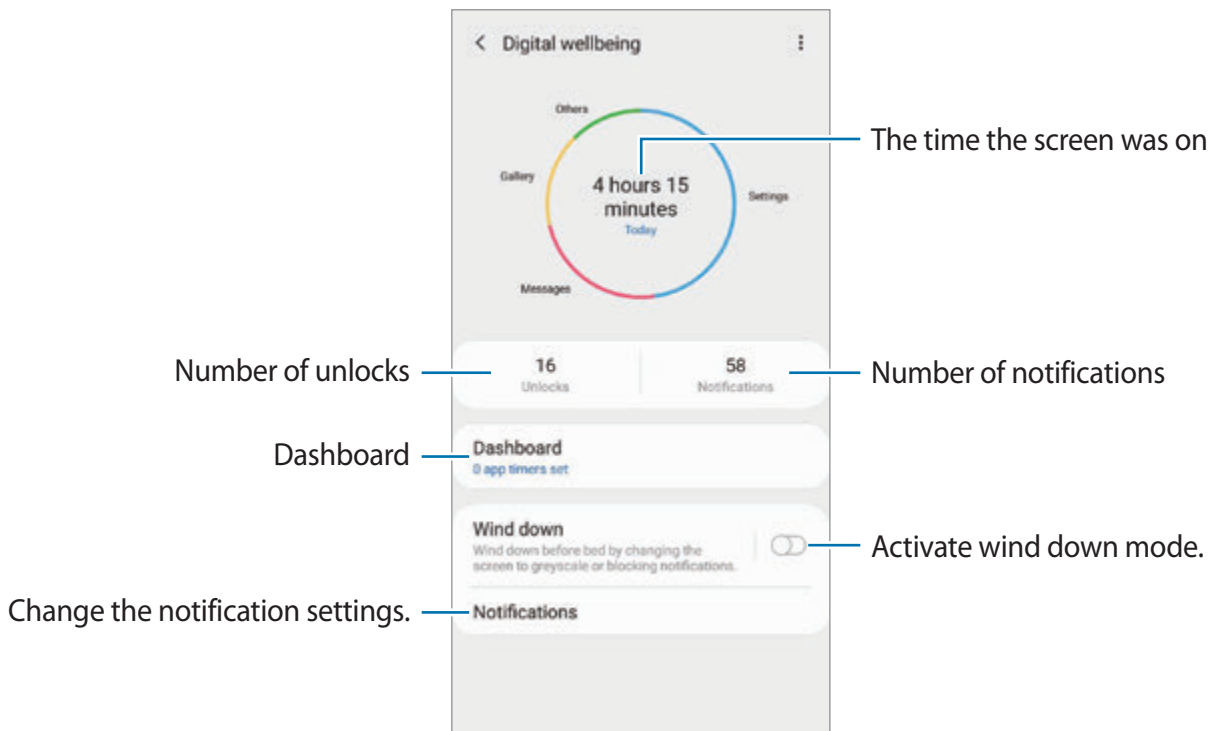 Digital wellbeing
Others
The time the screen was on
Gallery
4 hours 15
minutes
Settings
Today
Messages
Number of unlocks
16
Unlocks
58
Notifications
Number of notifications
Dashboard
Dashboard
0 app timers set
Wind down
Wind down before bed by changing the
screen to greyscale or blocking notifications.
Activate wind down mode.
Change the notification settings.
Notifications